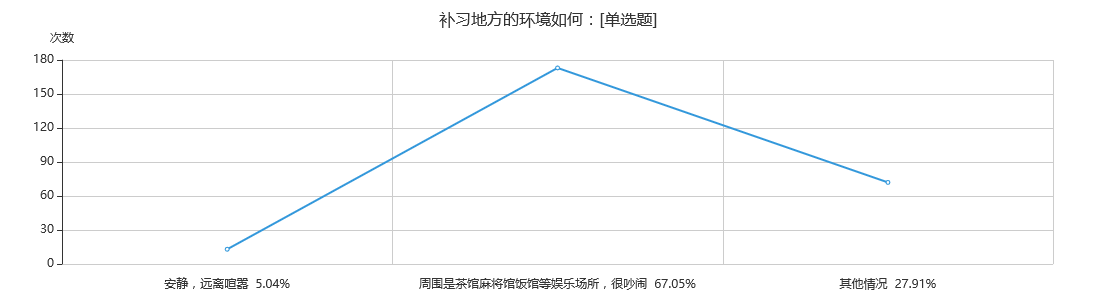 补习地方的环境如何：[单选题]
次数
180
150
120
90
60
30
0
安静，远离喧嚣 5.04%
周围是茶馆麻将馆饭馆等娱乐场所，很吵闹 67.05%
其他情况 27.91%